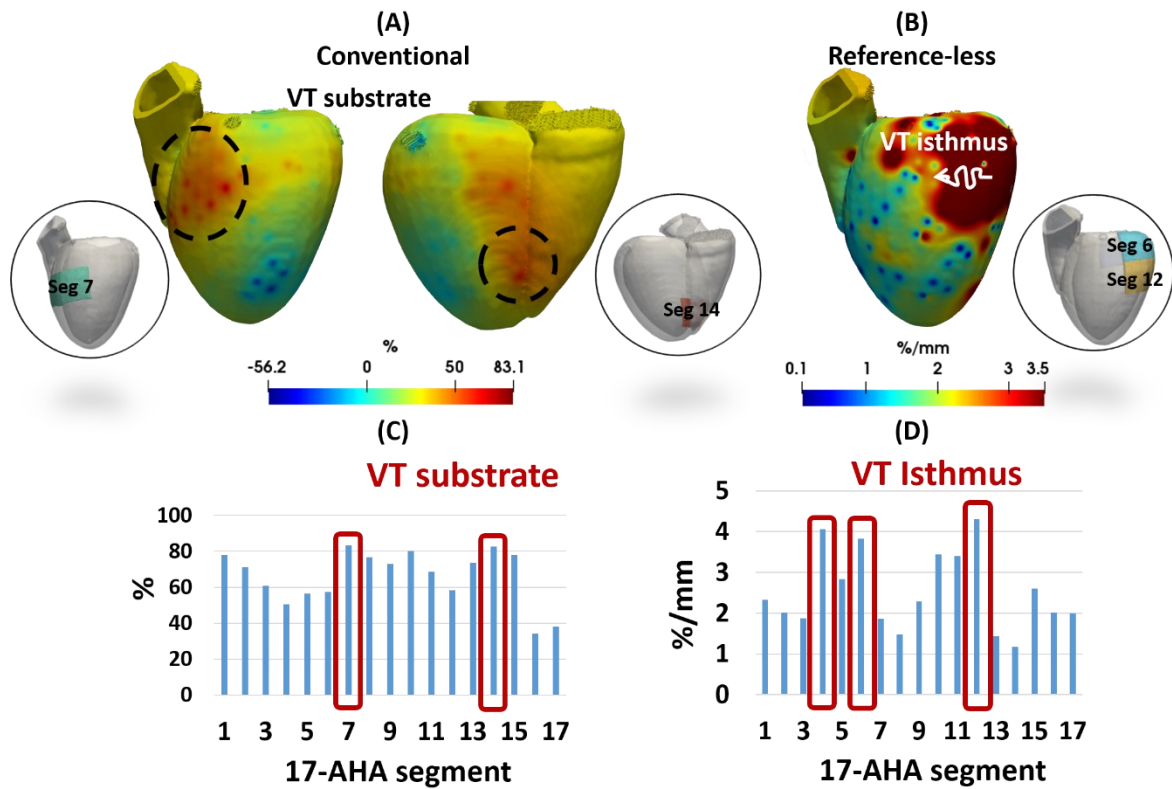 (A)
Conventional
VT substrate
(B)
Reference-less
VT isthmus
Seg 7
Seg 14
Seg 6
Seg 12
%
-56.2 0 50 83.1
%/mm
0.1 1 2 3 3.5
(C)
VT substrate
100
80
60
40
20
0
%
1 3 5 7 9 11 13 15 17
17-AHA segment
(D)
VT Isthmus
5
4
3
2
1
0
%/mm
1 3 5 7 9 11 13 15 17
17-AHA segment